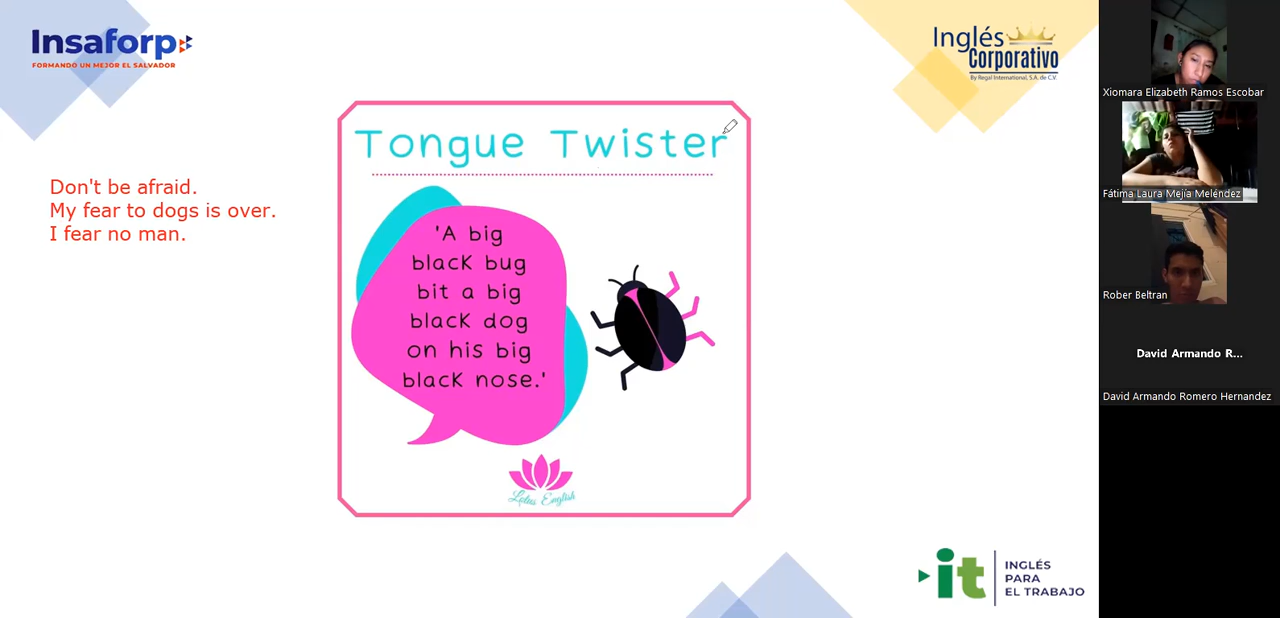 Insaforp
FORMANDO UN MEJOR EL SALVADOR
Inglés
Corporativo
By Regal International, S.A. de C.V.
Don't be afraid.
My fear to dogs is over.
I fear no man.
Tongue Twister
'A big
black bug
bit a big
black dog
on his big
black nose.'
Lotus English
it
INGLÉS
PARA
EL TRABAJO
Xiomara Elizabeth Ramos Escobar
Fátima Laura Mejía Meléndez
Rober Beltran
David Armando R...
David Armando Romero Hernandez